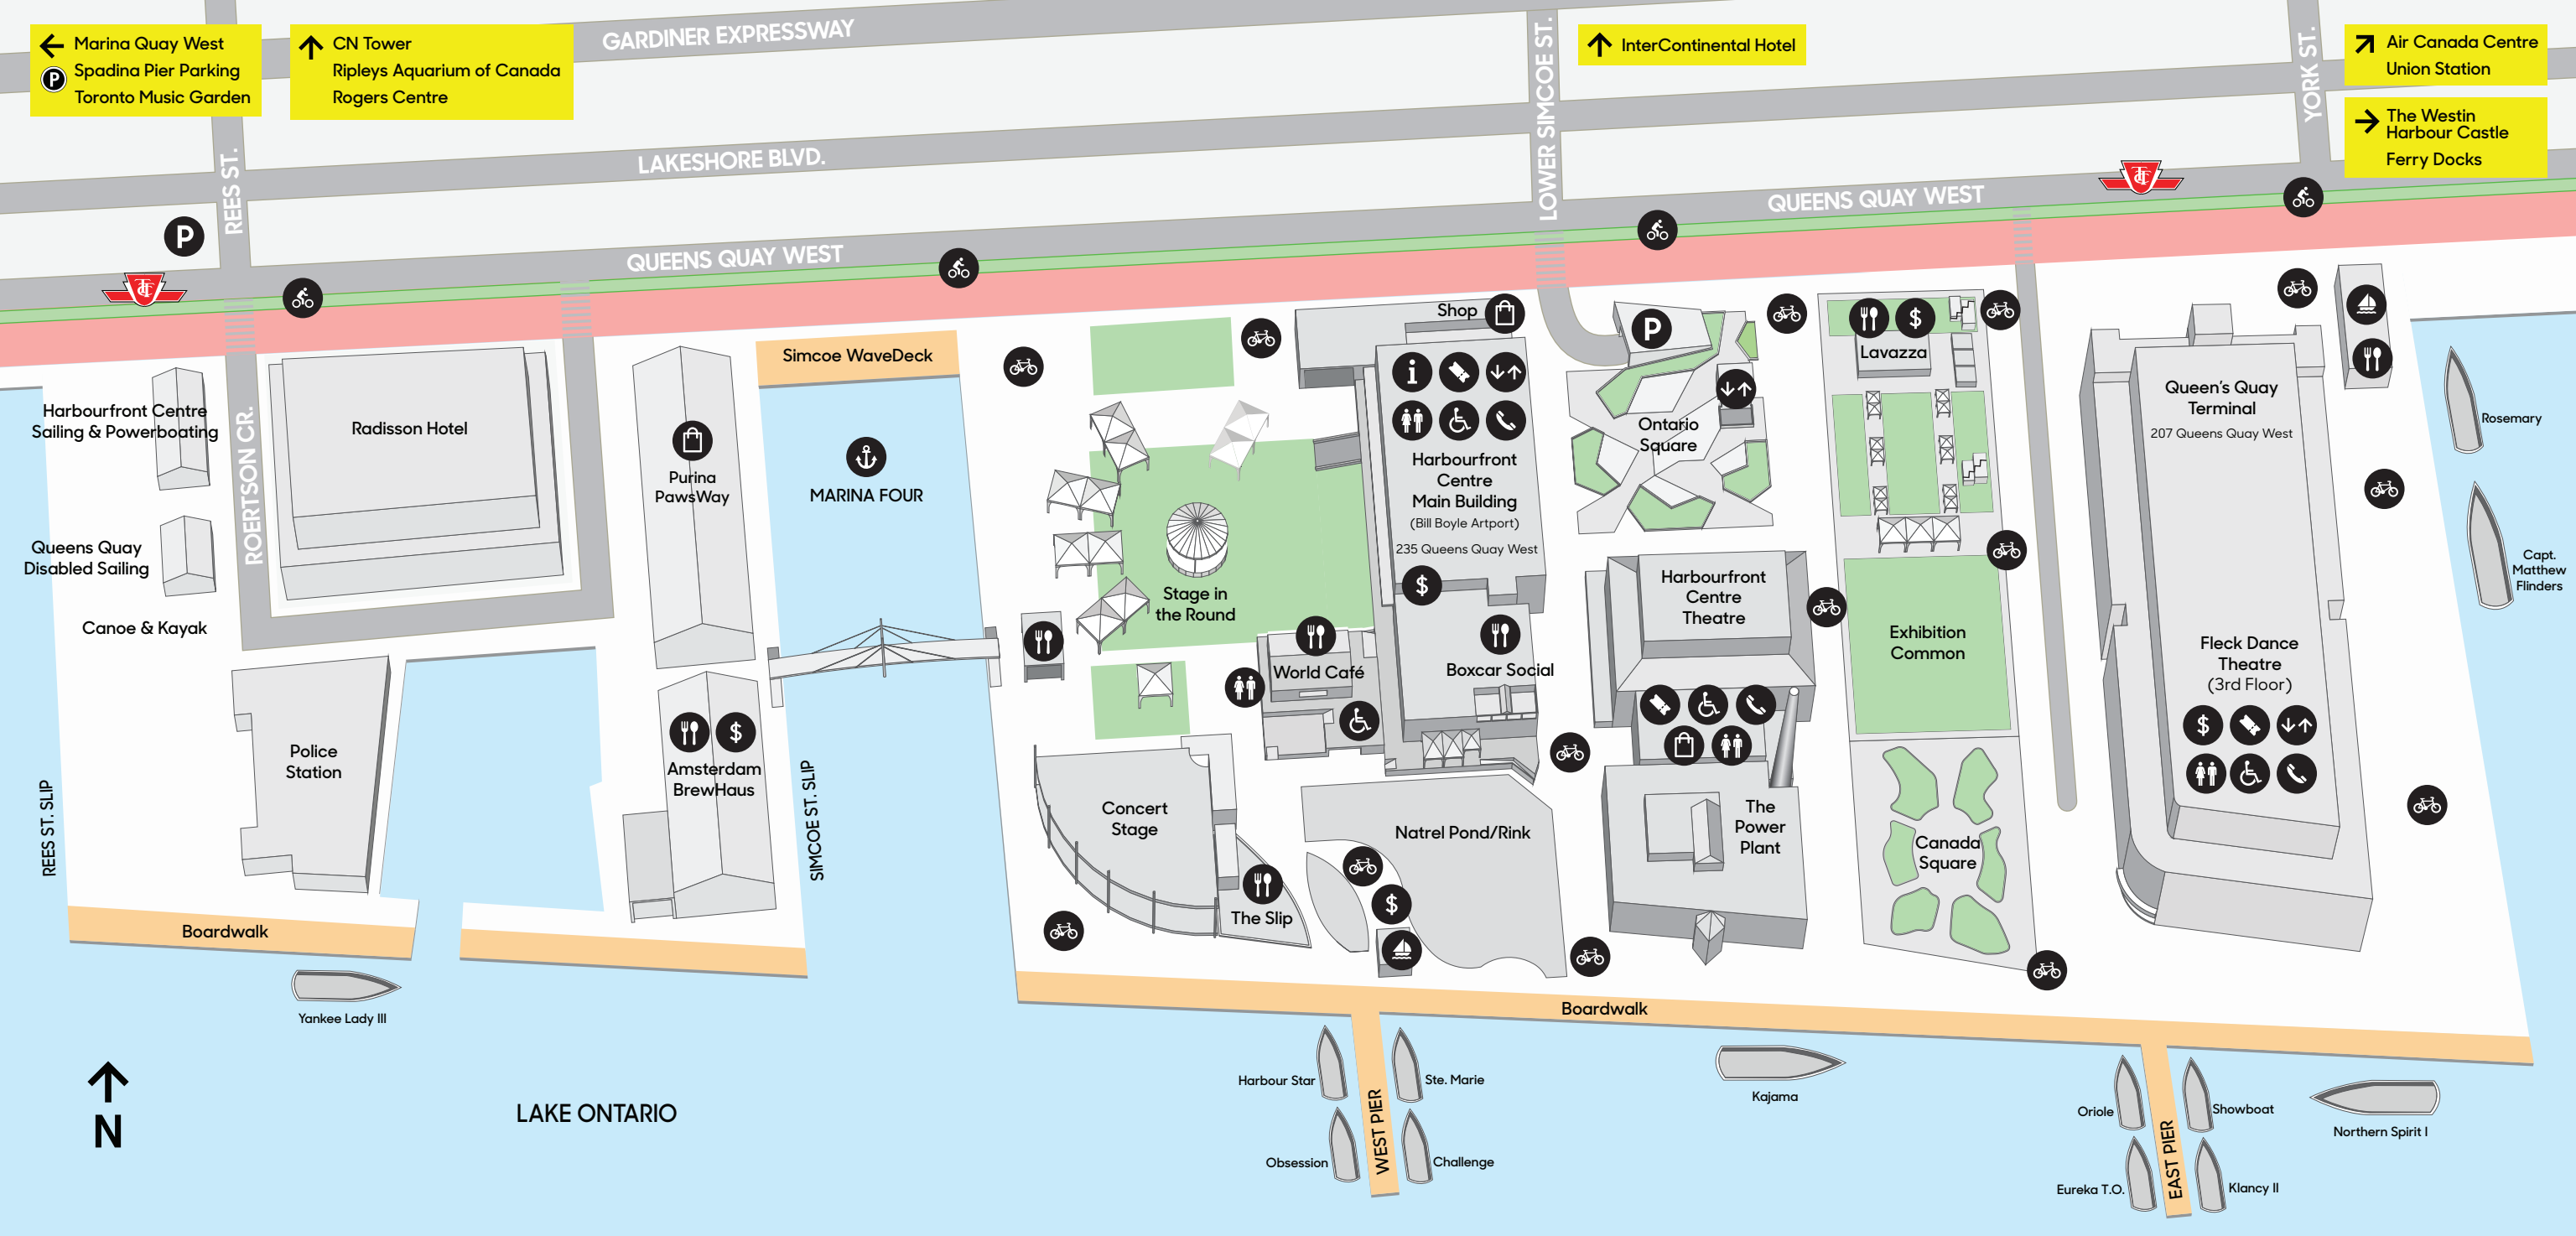 Marina Quay West
P Spadina Pier Parking
Toronto Music Garden
CN Tower
Ripleys Aquarium of Canada
Rogers Centre
GARDINER EXPRESSWAY
InterContinental Hotel
Air Canada Centre
Union Station
The Westin
Harbour Castle
Ferry Docks
REES ST.
LAKESHORE BLVD.
LOWER SIMCOE ST.
YORK ST.
QUEENS QUAY WEST
QUEENS QUAY WEST
TTC
TTC
P
P
Harbourfront Centre
Sailing & Powerboating
Queens Quay
Disabled Sailing
Canoe & Kayak
ROERTSON CR.
Radisson Hotel
Purina
PawsWay
Simcoe WaveDeck
MARINA FOUR
Shop
i
Harbourfront
Centre
Main Building
(Bill Boyle Artport)
235 Queens Quay West
$
Ontario
Square
$
Lavazza
Queen's Quay
Terminal
207 Queens Quay West
Rosemary
Capt.
Matthew
Flinders
Stage in
the Round
World Café
Boxcar Social
Harbourfront
Centre
Theatre
Exhibition
Common
Fleck Dance
Theatre
(3rd Floor)
$
Police
Station
$
Amsterdam
BrewHaus
REES ST. SLIP
SIMCOE ST. SLIP
Concert
Stage
The Slip
Natrel Pond/Rink
$
The
Power
Plant
Canada
Square
Boardwalk
Boardwalk
Yankee Lady III
N
LAKE ONTARIO
Harbour Star
Ste. Marie
Obsession
Challenge
WEST PIER
Kajama
Oriole
Showboat
Eureka T.O.
Klancy II
EAST PIER
Northern Spirit I